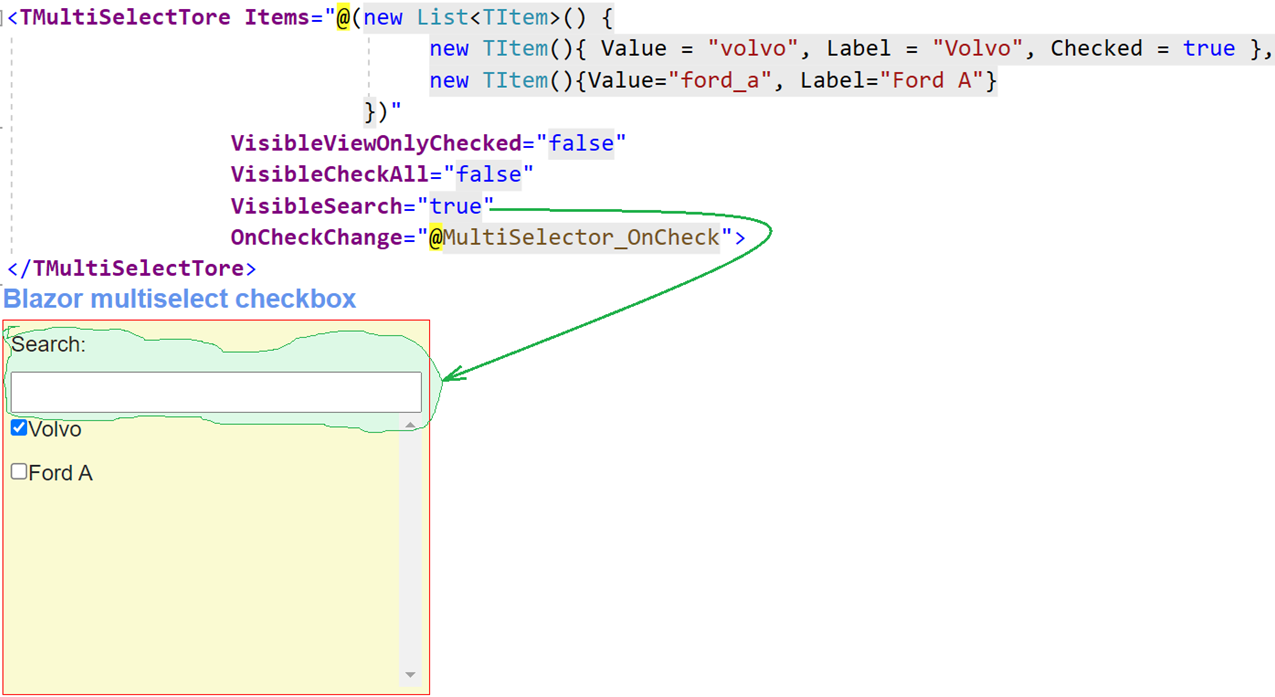 <TMultiSelectTore Items="@(new List<TItem>() {
new TItem(){ Value = "volvo", Label = "Volvo", Checked = true },
new TItem(){Value="ford_a", Label="Ford A"}
})"
VisibleViewOnlyChecked="false"
VisibleCheckAll="false"
VisibleSearch="true"
OnCheckChange="@MultiSelector_OnCheck">
</TMultiSelectTore>
Blazor multiselect checkbox
Search:
Volvo
Ford A